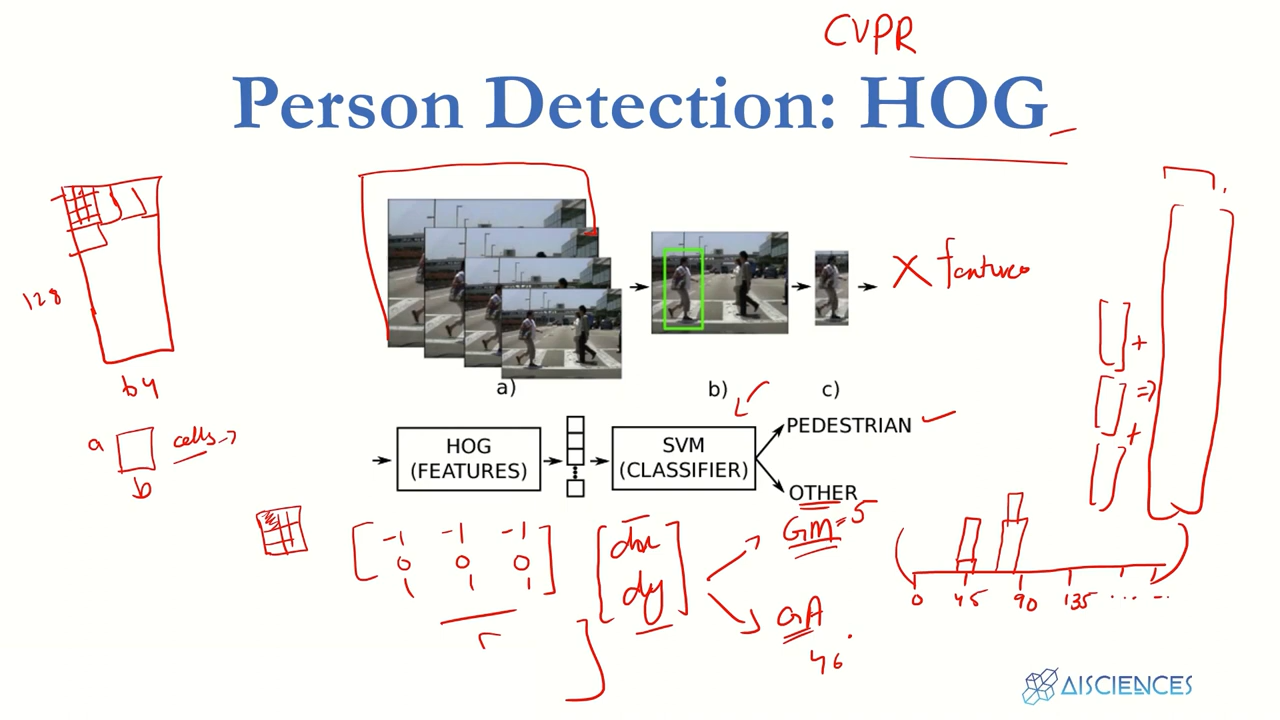 CVPR
Person Detection: HOG
X features
128
64
a)
b)
c)
+
=>
+
PEDESTRIAN
a
cells
b
HOG
(FEATURES)
SVM
(CLASSIFIER)
OTHER
GM=5
-1 -1 -1
0 0 0
1 1 1
dx
dy
GA
46
0 45 90 135 .... ..
AISCIENCES